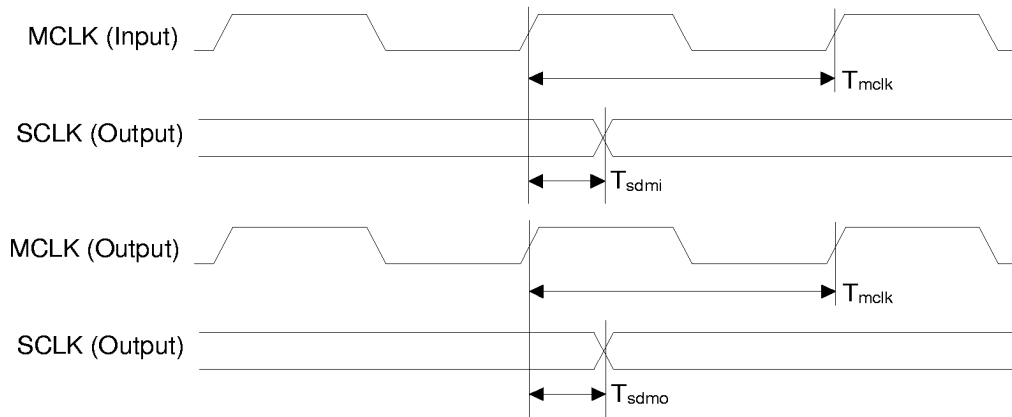 MCLK (Input)
Tmclk
SCLK (Output)
Tsdmi
MCLK (Output)
Tmclk
SCLK (Output)
Tsdmo